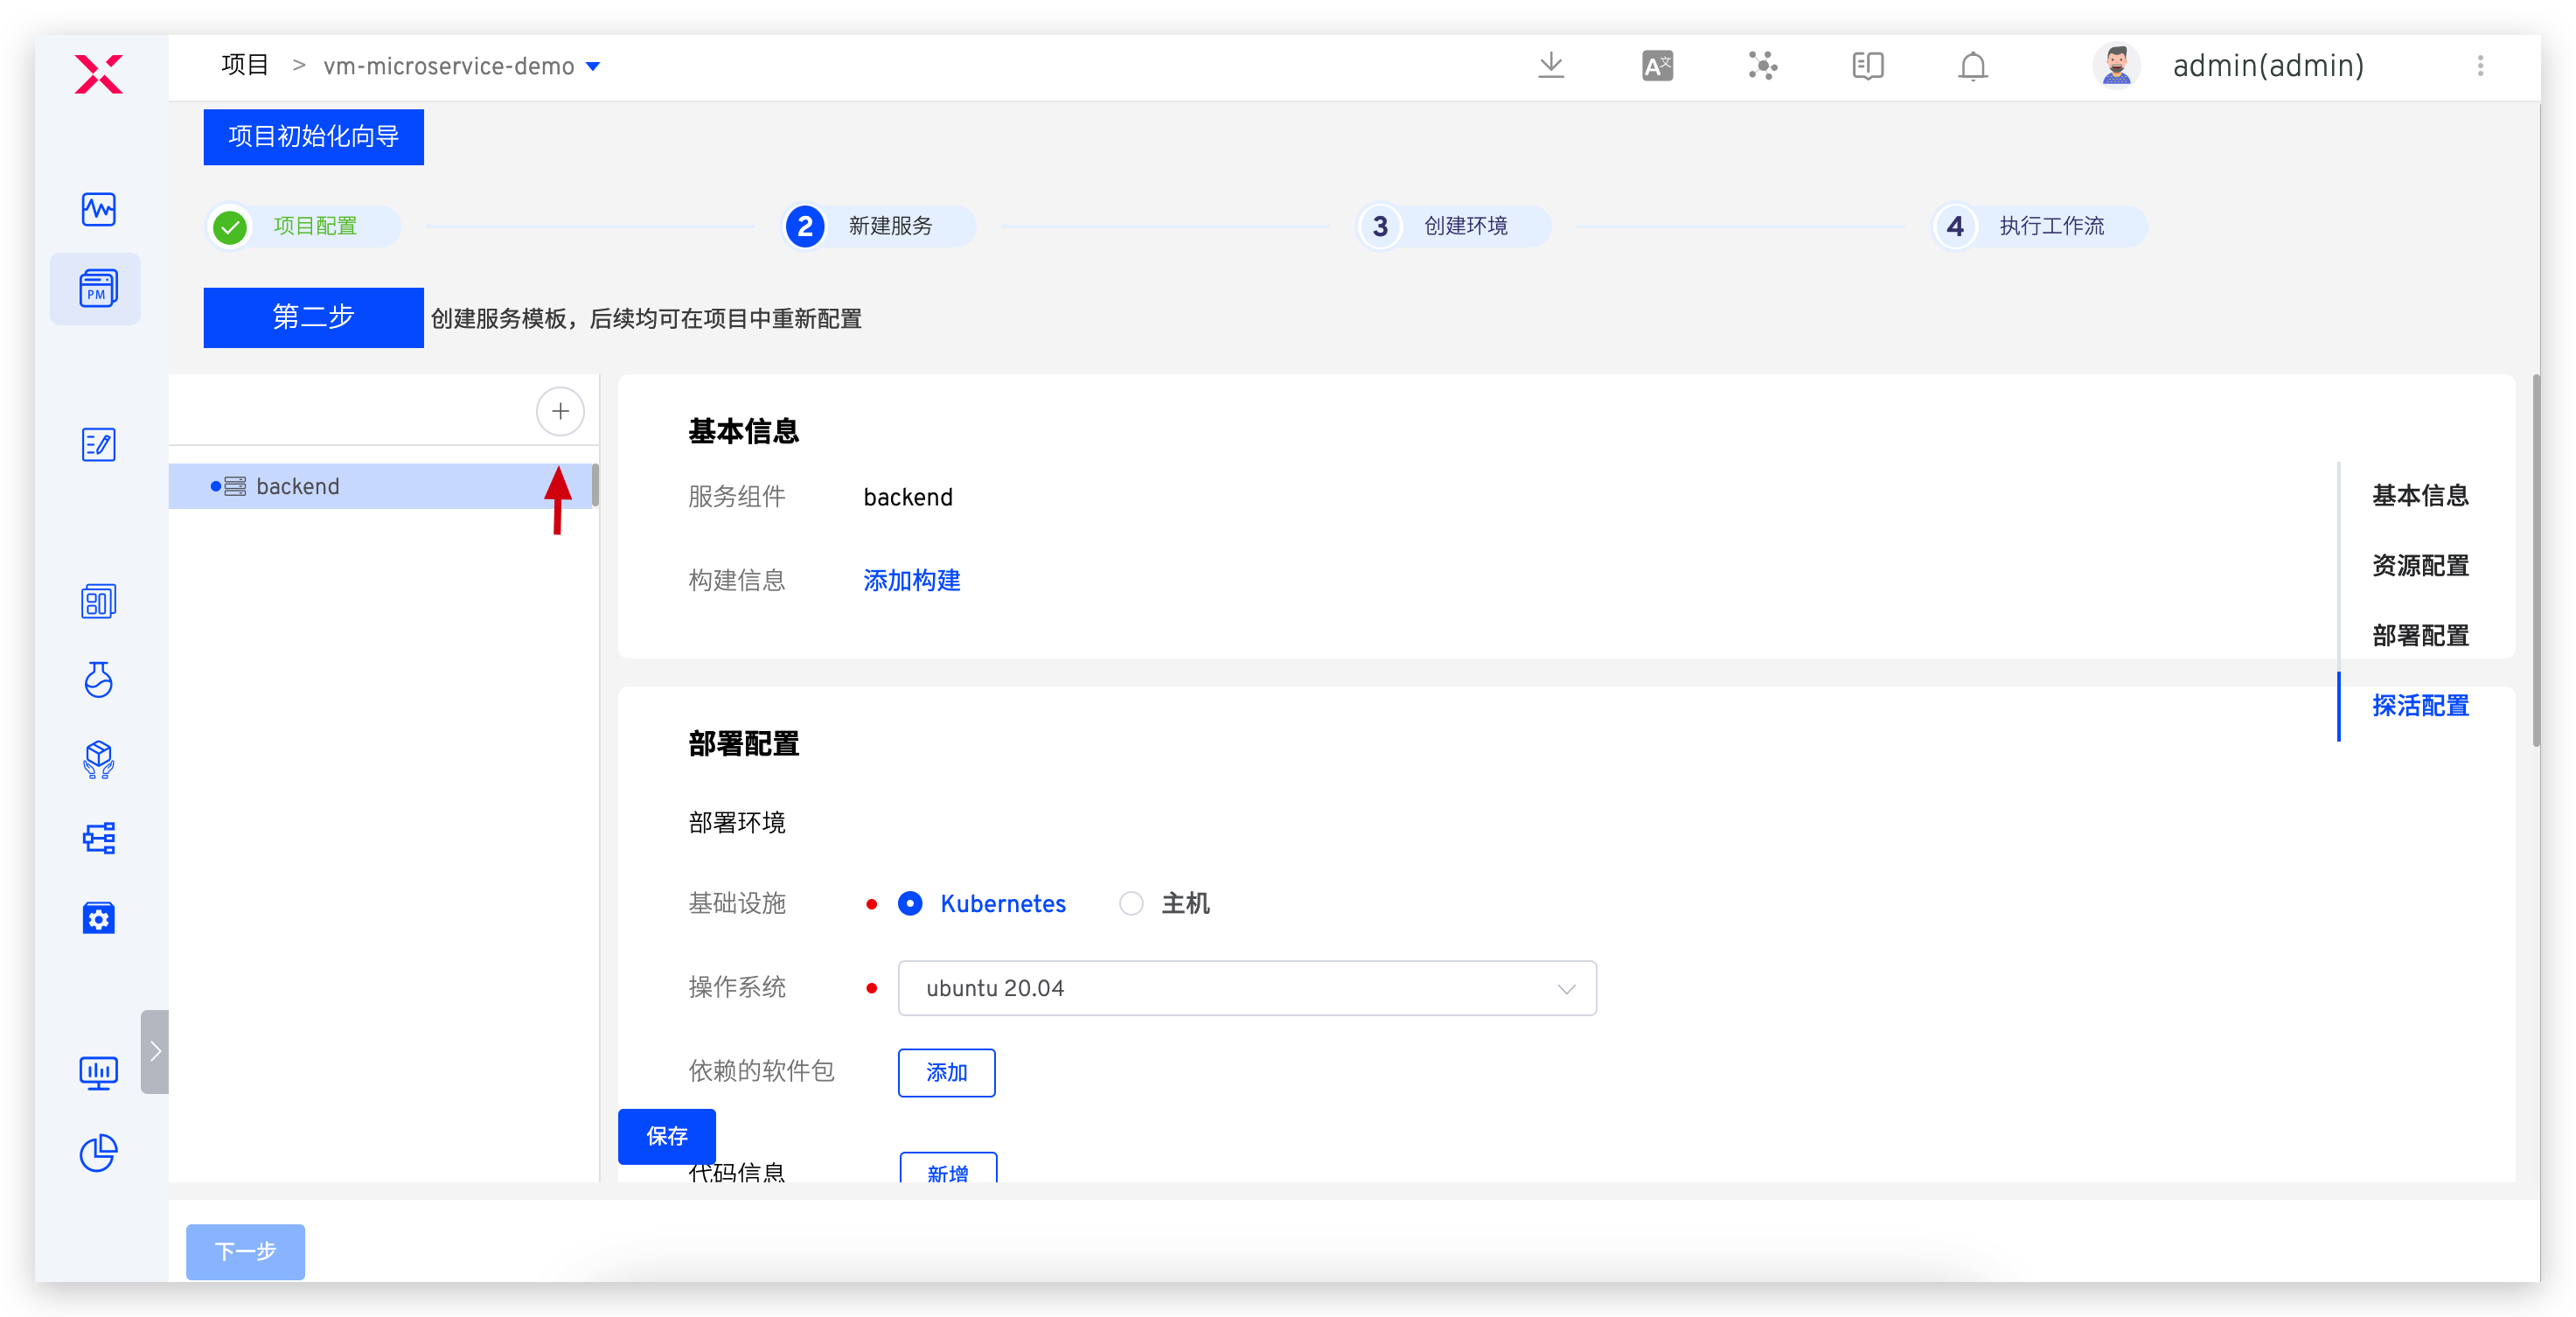 项目 > vm-microservice-demo
A文
admin(admin)
项目初始化向导
项目配置
2 新建服务
3 创建环境
4 执行工作流
PM
第二步 创建服务模板，后续均可在项目中重新配置
+
backend
基本信息
服务组件 backend
构建信息 添加构建
基本信息
资源配置
部署配置
探活配置
部署配置
部署环境
基础设施 Kubernetes 主机
操作系统 ubuntu 20.04
依赖的软件包 添加
保存
代码信息 新增
下一步